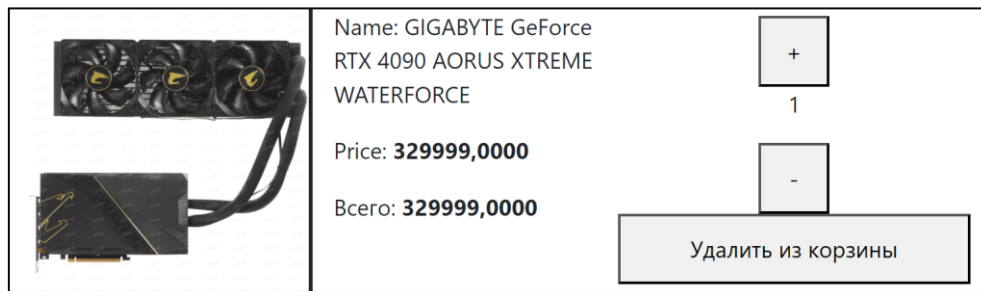 Name: GIGABYTE GeForce
RTX 4090 AORUS XTREME
WATERFORCE
Price: 329999,0000
Всего: 329999,0000
+
1
-
Удалить из корзины